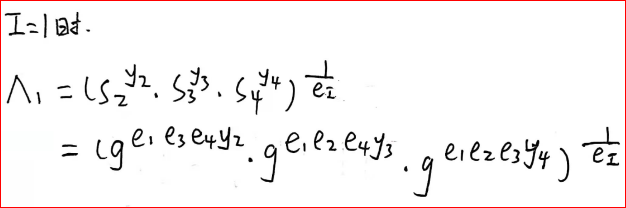 I=1时.
Λ₁ = (S₂^{y₂} · S₃^{y₃} · S₄^{y₄})^{1/e_I}
= (g^{e₁e₃e₄y₂} · g^{e₁e₂e₄y₃} · g^{e₁e₂e₃y₄})^{1/e_I}